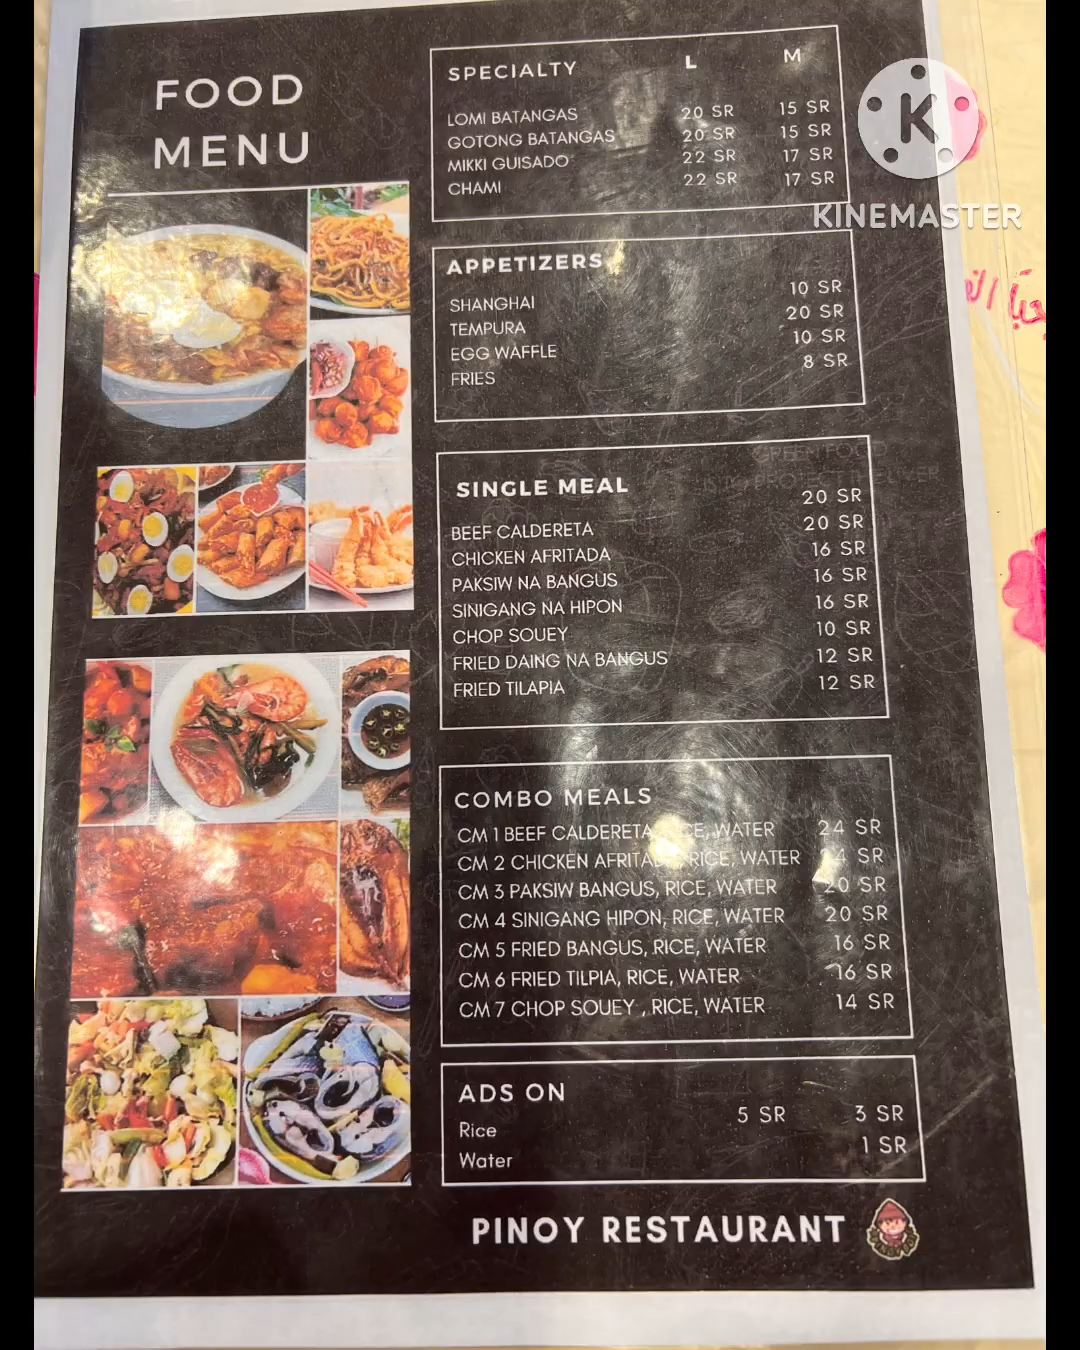 FOOD
MENU
SPECIALTY L M
LOMI BATANGAS 20 SR 15 SR
GOTONG BATANGAS 20 SR 15 SR
MIKKI GUISADO 22 SR 17 SR
CHAMI 22 SR 17 SR
KINEMASTER
APPETIZERS
SHANGHAI 10 SR
TEMPURA 20 SR
EGG WAFFLE 10 SR
FRIES 8 SR
GREEN FOOD
SINGLE MEAL 20 SR
BEEF CALDERETA 20 SR
CHICKEN AFRITADA 16 SR
PAKSIW NA BANGUS 16 SR
SINIGANG NA HIPON 16 SR
CHOP SOUEY 10 SR
FRIED DAING NA BANGUS 12 SR
FRIED TILAPIA 12 SR
COMBO MEALS
CM 1 BEEF CALDERETA WATER 24 SR
CM 2 CHICKEN RICE, WATER SR
CM 3 PAKSIW BANGUS, RICE, WATER 20 SR
CM 4 SINIGANG HIPON, RICE, WATER 20 SR
CM 5 FRIED BANGUS, RICE, WATER 16 SR
CM 6 FRIED TILPIA, RICE, WATER 16 SR
CM 7 CHOP SOUEY , RICE, WATER 14 SR
ADS ON
Rice 5 SR 3 SR
Water 1 SR
PINOY RESTAURANT